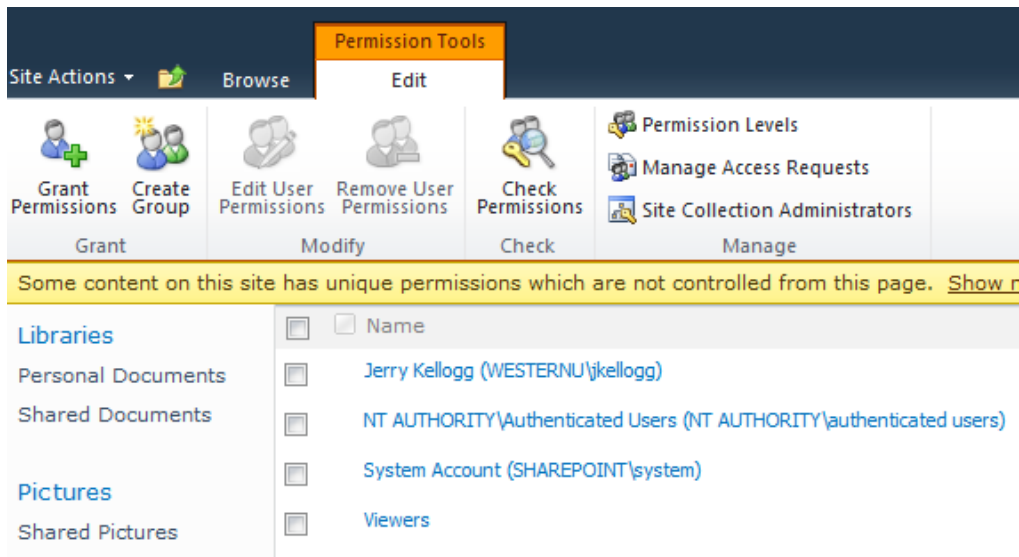 Permission Tools
Site Actions Browse Edit
Grant Permissions
Create Group
Edit User Permissions
Remove User Permissions
Check Permissions
Permission Levels
Manage Access Requests
Site Collection Administrators
Grant Modify Check Manage
Some content on this site has unique permissions which are not controlled from this page. Show
Libraries
Personal Documents
Shared Documents
Pictures
Shared Pictures
Name
Jerry Kellogg (WESTERNU\jkellogg)
NT AUTHORITY\Authenticated Users (NT AUTHORITY\authenticated users)
System Account (SHAREPOINT\system)
Viewers